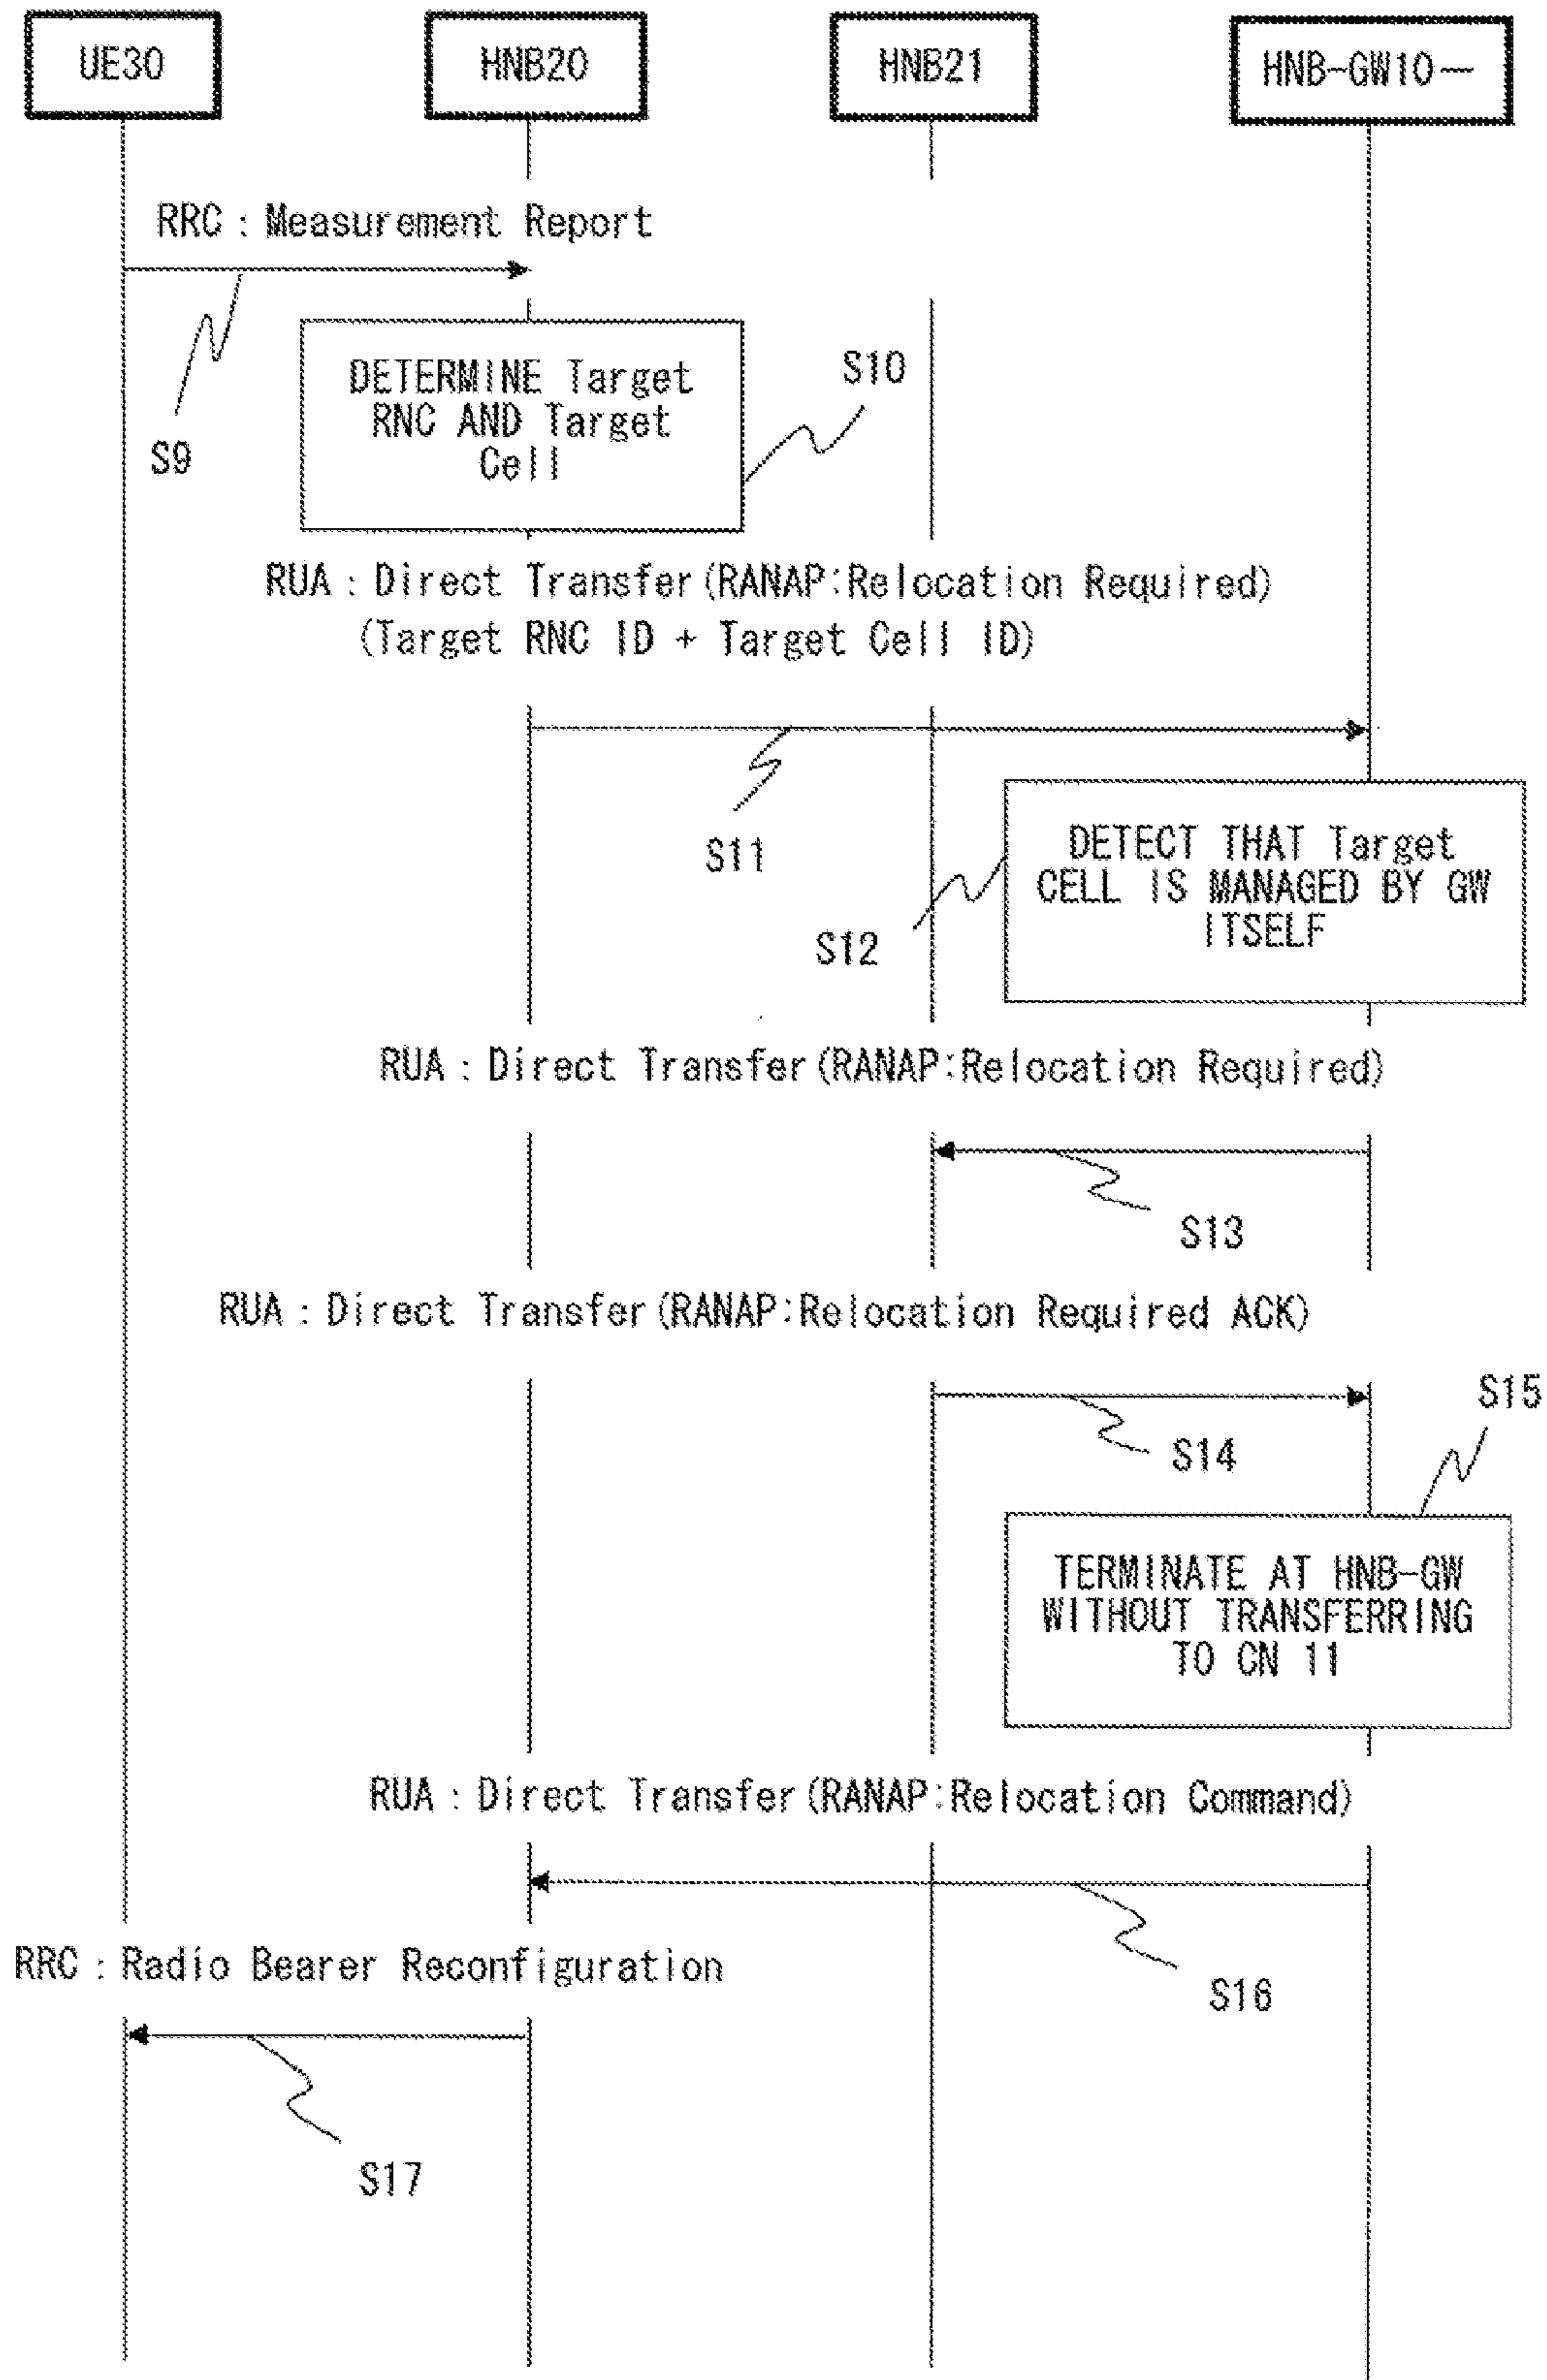 UE30
HNB20
HNB21
HNB-GW10—
RRC : Measurement Report
S9
DETERMINE Target
RNC AND Target
Cell
S10
RUA : Direct Transfer(RANAP:Relocation Required)
(Target RNC ID + Target Cell ID)
S11
DETECT THAT Target
CELL IS MANAGED BY GW
ITSELF
S12
RUA : Direct Transfer(RANAP:Relocation Required)
S13
RUA : Direct Transfer(RANAP:Relocation Required ACK)
S14
S15
TERMINATE AT HNB-GW
WITHOUT TRANSFERRING
TO CN 11
RUA : Direct Transfer(RANAP:Relocation Command)
S16
RRC : Radio Bearer Reconfiguration
S17